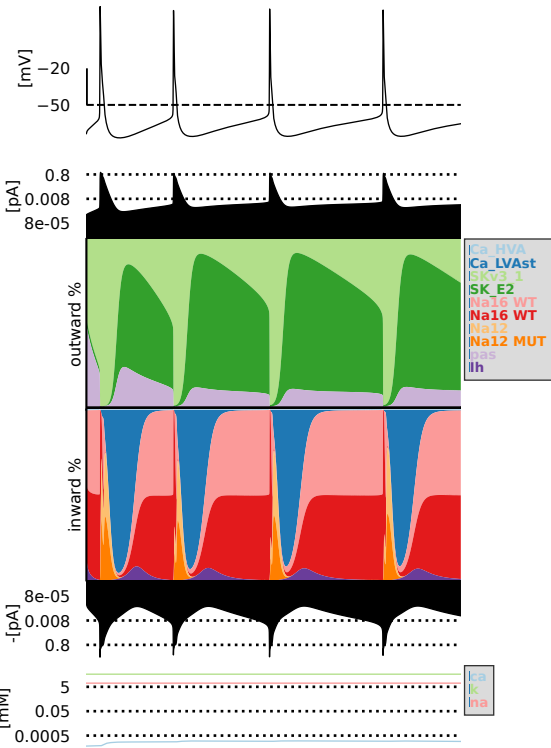 [mV]
−20
−50
[pA]
0.8
0.008
8e-05
outward %
Ca_HVA
Ca_LVAst
SKv3_1
SK_E2
Na16 WT
Na16 WT
Na12
Na12 MUT
pas
Ih
inward %
-[pA]
8e-05
0.008
0.8
[mM]
5
0.05
0.0005
ca
k
na